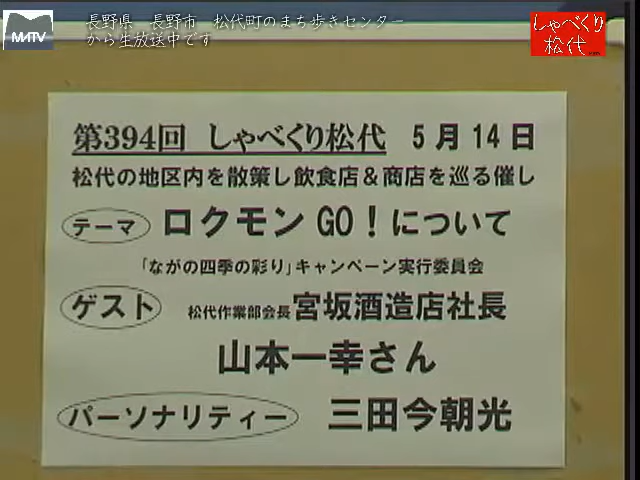 長野県 長野市 松代町のまち歩きセンター
から生放送中です
MATV
しゃべくり
松代
第394回 しゃべくり松代 5月14日
松代の地区内を散策し飲食店&商店を巡る催し
テーマ ロクモンGO!について
「ながの四季の彩り」キャンペーン実行委員会
ゲスト 松代作業部会長宮坂酒造店社長
山本一幸さん
パーソナリティー 三田今朝光